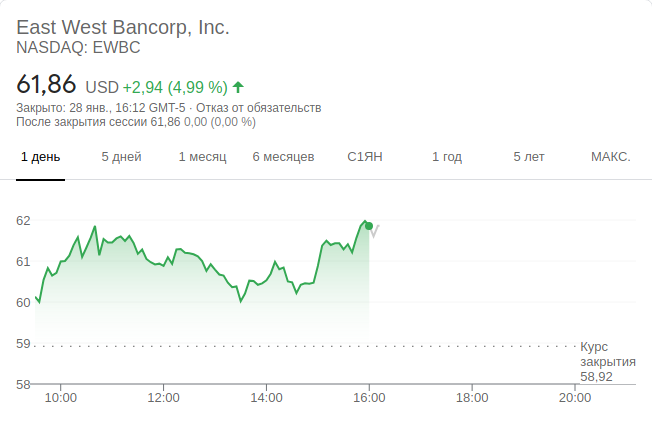 East West Bancorp, Inc.
NASDAQ: EWBC
61,86 USD +2,94 (4,99 %)
Закрыто: 28 янв., 16:12 GMT-5 · Отказ от обязательств
После закрытия сессии 61,86 0,00 (0,00 %)
1 день 5 дней 1 месяц 6 месяцев С1ЯН 1 год 5 лет МАКС.
62
61
60
59
Курс
закрытия
58,92
58
10:00 12:00 14:00 16:00 18:00 20:00